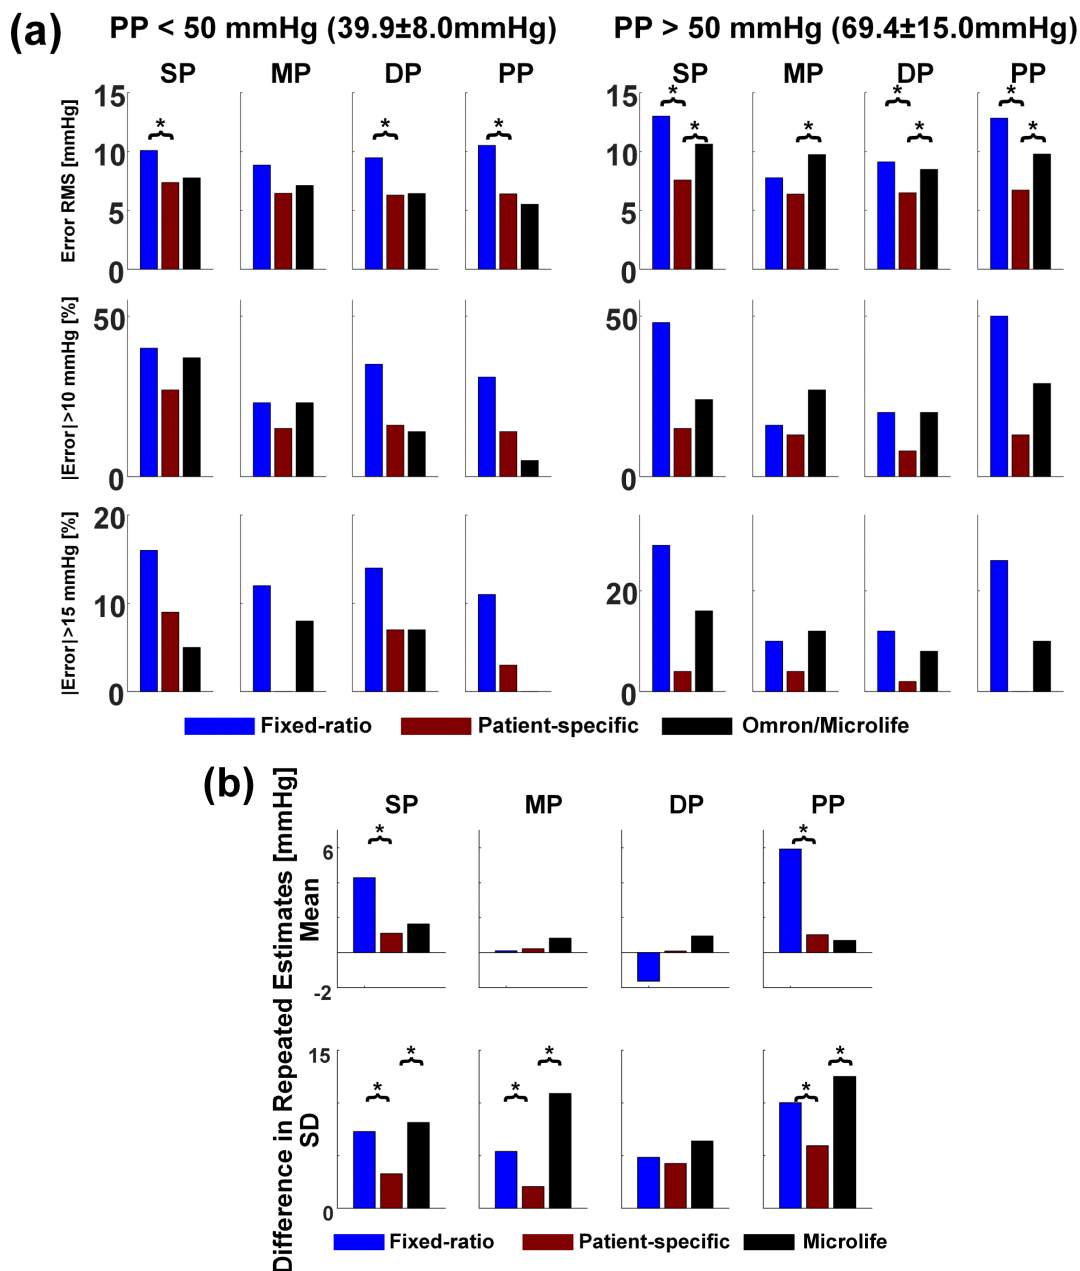 (a)
PP < 50 mmHg (39.9±8.0mmHg)
PP > 50 mmHg (69.4±15.0mmHg)
SP MP DP PP
SP MP DP PP
Error RMS [mmHg]
15
10
5
0
* * *
15
10
5
0
* * * * * * *
|Error|>10 mmHg [%]
50
0
50
0
|Error|>15 mmHg [%]
20
10
0
20
0
Fixed-ratio Patient-specific Omron/Microlife
(b)
Difference in Repeated Estimates [mmHg]
SP MP DP PP
Mean
6
-2
* *
SD
15
0
* * * * * *
Fixed-ratio Patient-specific Microlife